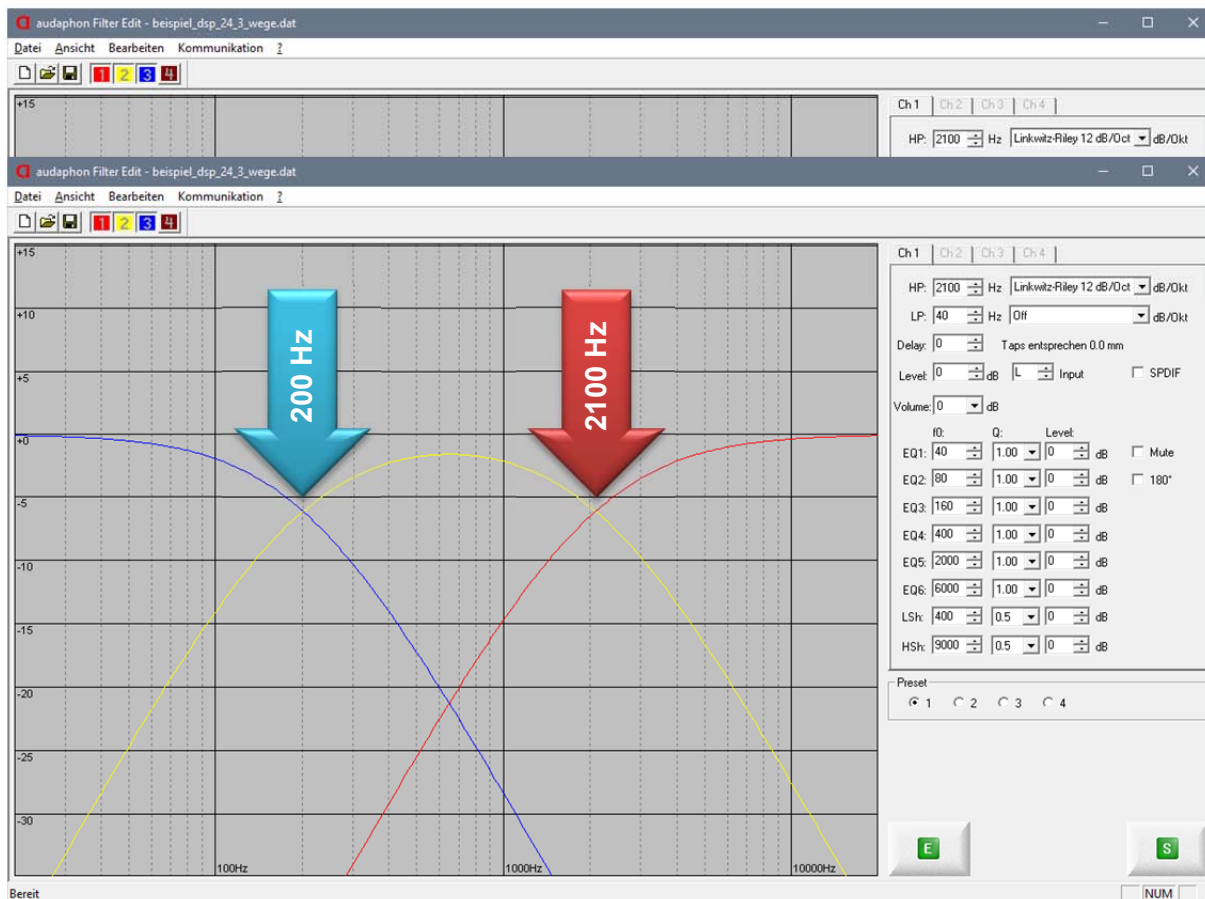 audaphon Filter Edit - beispiel_dsp_24_3_wege.dat
Datei Ansicht Bearbeiten Kommunikation ?
1 2 3 4
+15
Ch 1 Ch 2 Ch 3 Ch 4
HP: 2100 Hz Linkwitz-Riley 12 dB/Oct dB/Okt
audaphon Filter Edit - beispiel_dsp_24_3_wege.dat
Datei Ansicht Bearbeiten Kommunikation ?
1 2 3 4
+15
+10
+5
+0
-5
-10
-15
-20
-25
-30
200 Hz
2100 Hz
100Hz 1000Hz 10000Hz
Ch 1 Ch 2 Ch 3 Ch 4
HP: 2100 Hz Linkwitz-Riley 12 dB/Oct dB/Okt
LP: 40 Hz Off dB/Okt
Delay: 0 Taps entsprechen 0.0 mm
Level: 0 dB L Input SPDIF
Volume: 0 dB
f0: Q: Level:
EQ1: 40 1.00 0 dB Mute
EQ2: 80 1.00 0 dB 180°
EQ3: 160 1.00 0 dB
EQ4: 400 1.00 0 dB
EQ5: 2000 1.00 0 dB
EQ6: 6000 1.00 0 dB
LSh: 400 0.5 0 dB
HSh: 9000 0.5 0 dB
Preset
1 2 3 4
E S
Bereit NUM